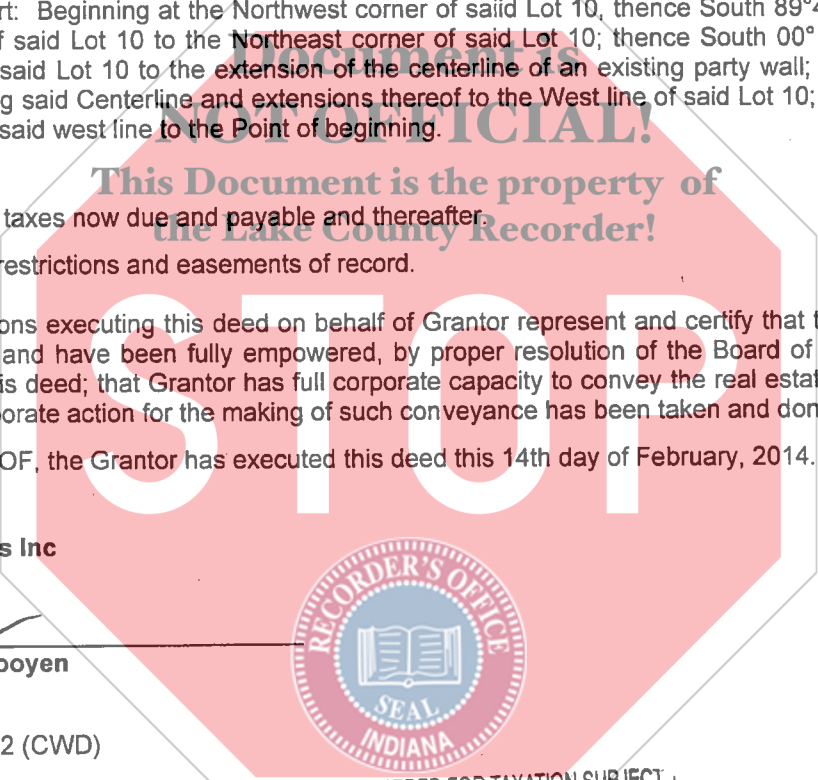 rt: Beginning at the Northwest corner of saiid Lot 10, thence South 89°4
f said Lot 10 to the Northeast corner of said Lot 10; thence South 00°
Document is
said Lot 10 to the extension of the centerline of an existing party wall;
g said Centerline and extensions thereof to the West line of said Lot 10;
NOT OFFICIAL!
said west line to the Point of beginning.
This Document is the property of
taxes now due and payable and thereafter.
the Lake County Recorder!
restrictions and easements of record.
STOP
ons executing this deed on behalf of Grantor represent and certify that t
and have been fully empowered, by proper resolution of the Board of
is deed; that Grantor has full corporate capacity to convey the real estat
orate action for the making of such conveyance has been taken and don
OF, the Grantor has executed this deed this 14th day of February, 2014.
s Inc
RECORDER'S OFFICE
SEAL
INDIANA
ooyen
2 (CWD)
FOR TAXATION SUBJECT